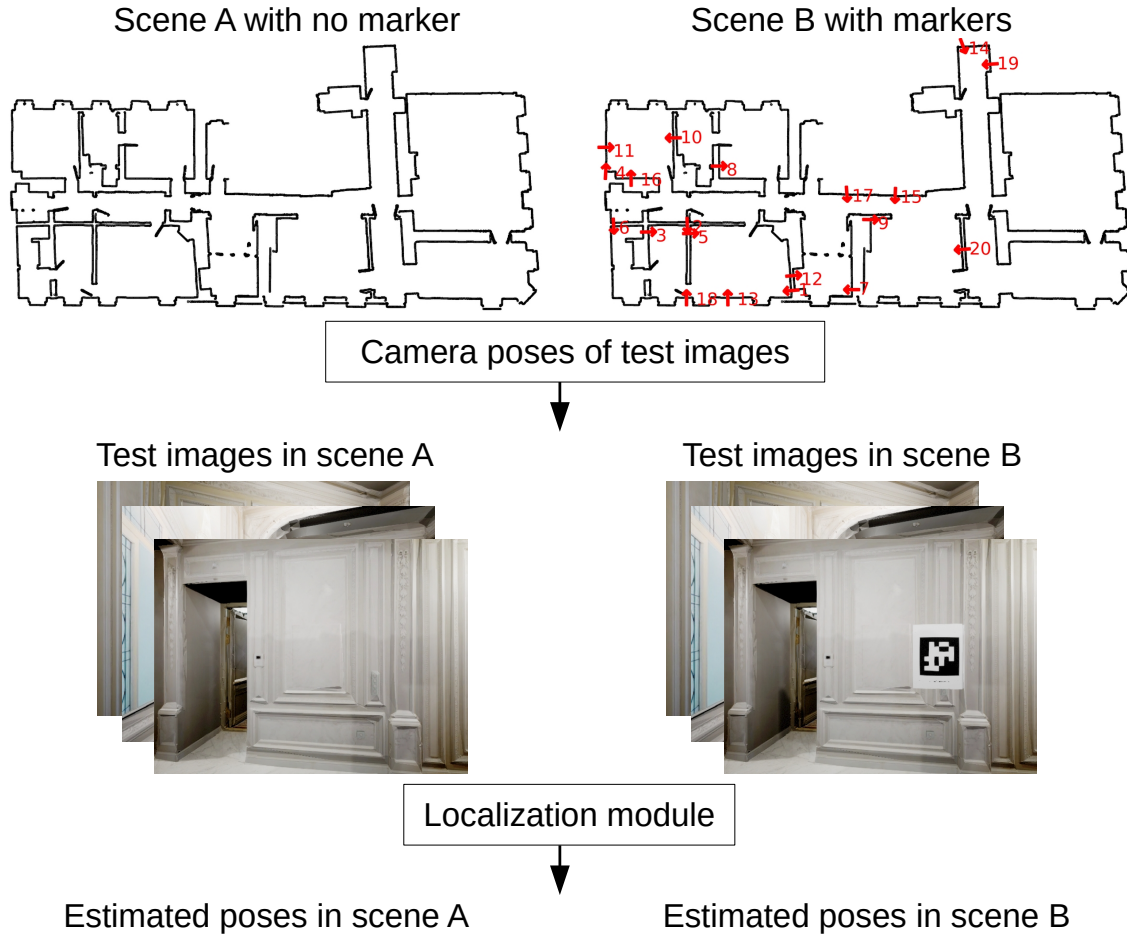 Scene A with no marker
Scene B with markers
14
19
10
11
4
16
8
17
15
6
3
2
5
9
20
12
1
7
18
13
Camera poses of test images
Test images in scene A
Test images in scene B
Localization module
Estimated poses in scene A
Estimated poses in scene B